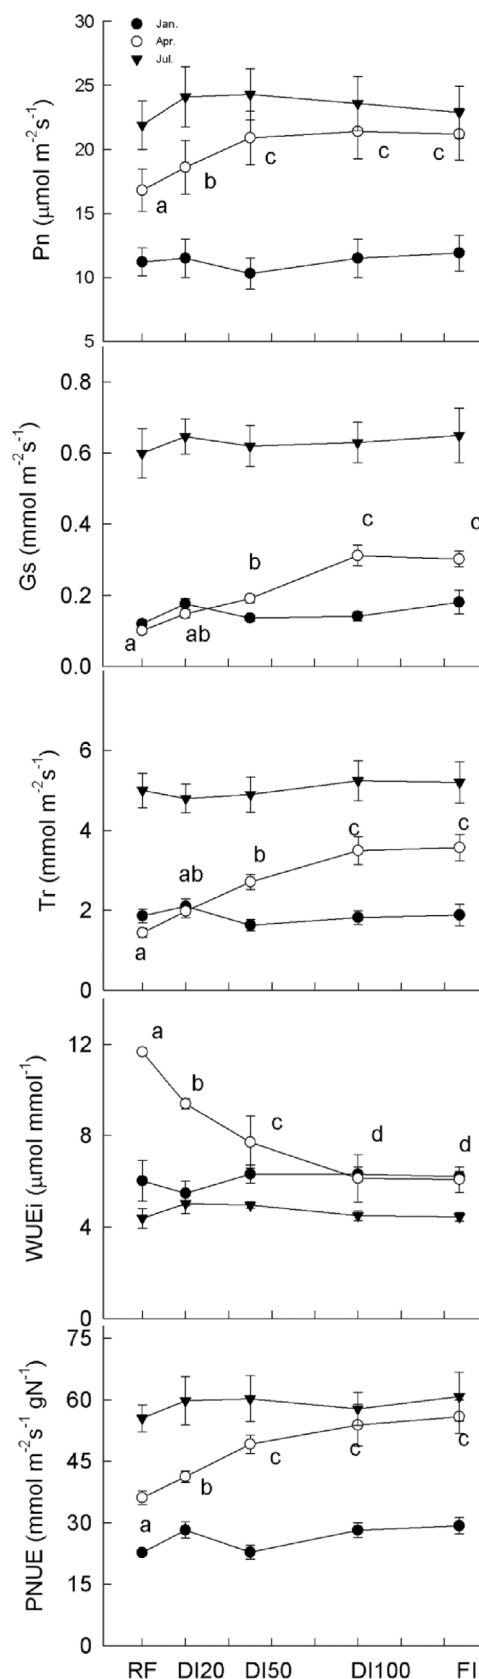 30
Jan.
Apr.
Jul.
25
20
15
10
5
Pn (μmol m⁻²s⁻¹)
a
b
c
c
c
0.8
0.6
0.4
0.2
0.0
Gs (mmol m⁻²s⁻¹)
a
ab
b
c
c
6
4
2
0
Tr (mmol m⁻²s⁻¹)
a
ab
b
c
c
12
8
4
0
WUEi (μmol mmol⁻¹)
a
b
c
d
d
75
60
45
30
15
0
PNUE (mmol m⁻²s⁻¹ gN⁻¹)
a
b
c
c
c
RF DI20 DI50 DI100 FI